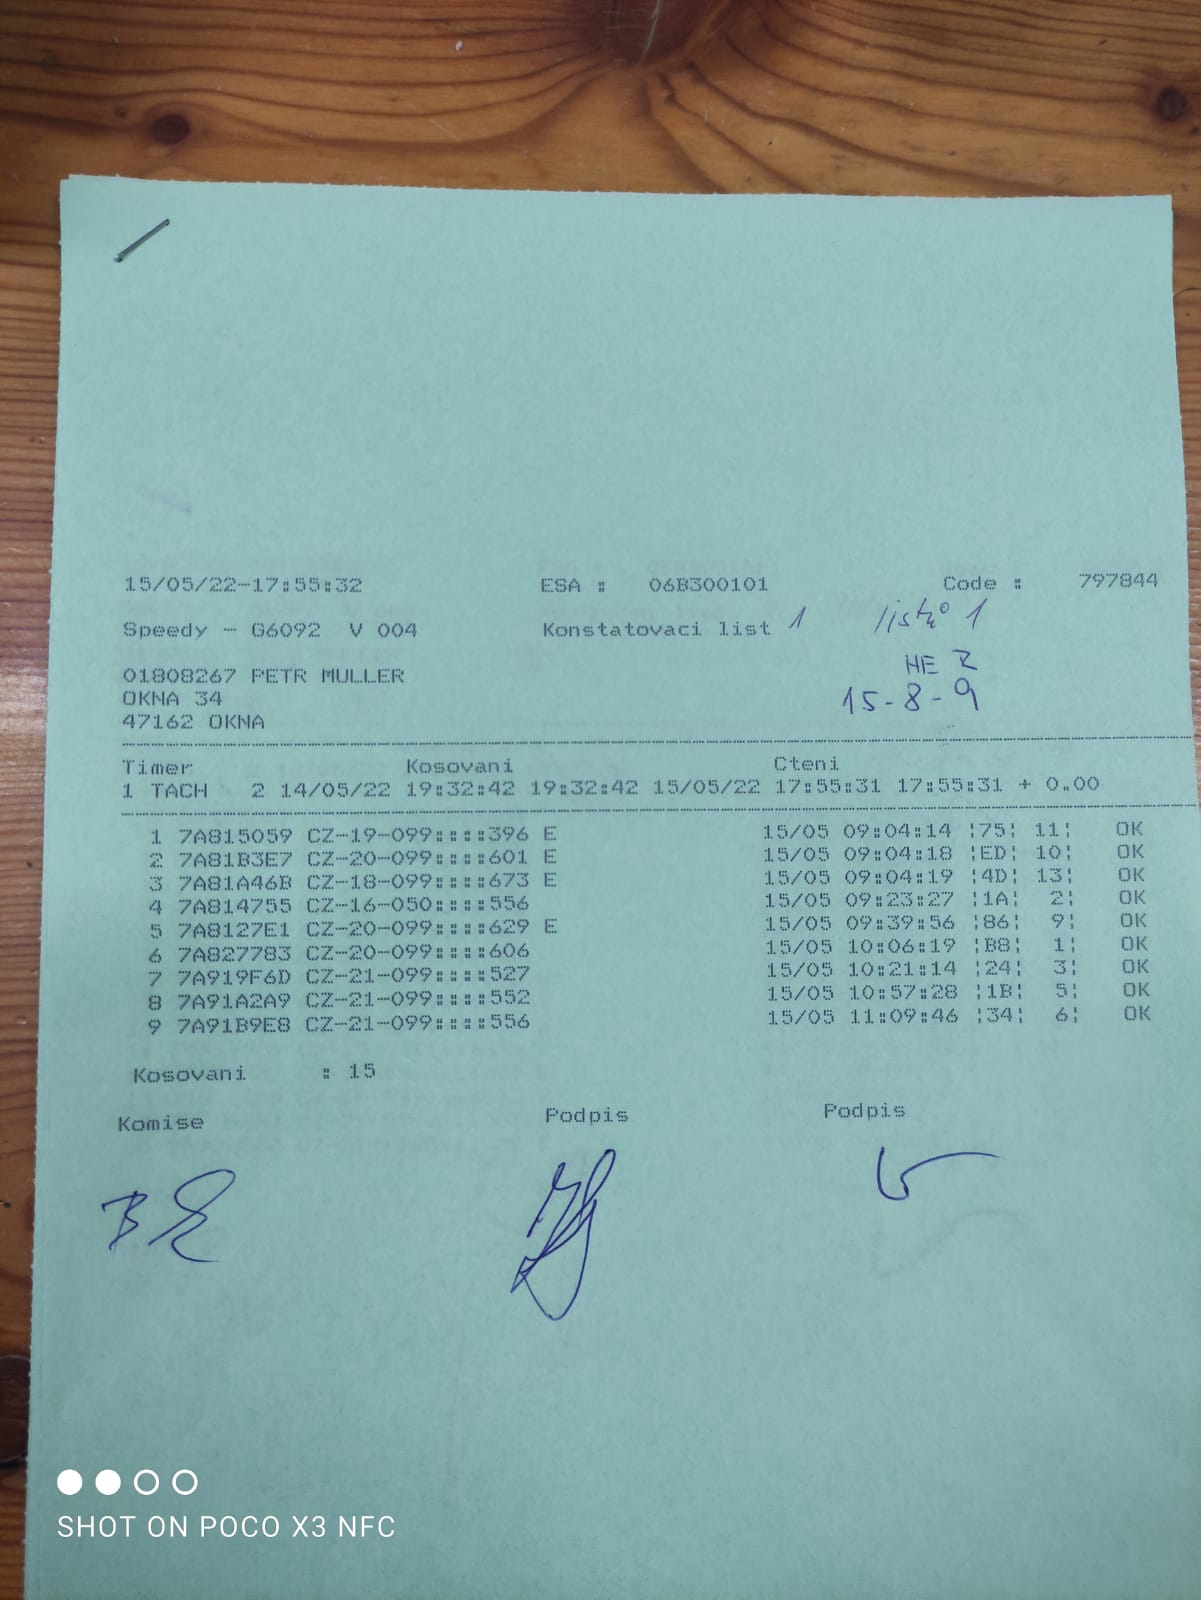 15/05/22-17:55:32 ESA : 06B300101 Code : 797844
Speedy - G6092 V 004 Konstatovaci list 1 listů 1
01808267 PETR MULLER HE Z
OKNA 34 15-8-9
47162 OKNA
Timer Kosovani Cteni
1 TACH 2 14/05/22 19:32:42 19:32:42 15/05/22 17:55:31 17:55:31 + 0.00
1 7A815059 CZ-19-099::::396 E 15/05 09:04:14 ¦75¦ 11¦ OK
2 7A81B3E7 CZ-20-099::::601 E 15/05 09:04:18 ¦ED¦ 10¦ OK
3 7A81A46B CZ-18-099::::673 E 15/05 09:04:19 ¦4D¦ 13¦ OK
4 7A814755 CZ-16-050::::556 15/05 09:23:27 ¦1A¦ 2¦ OK
5 7A8127E1 CZ-20-099::::629 E 15/05 09:39:56 ¦86¦ 9¦ OK
6 7A827783 CZ-20-099::::606 15/05 10:06:19 ¦B8¦ 1¦ OK
7 7A919F6D CZ-21-099::::527 15/05 10:21:14 ¦24¦ 3¦ OK
8 7A91A2A9 CZ-21-099::::552 15/05 10:57:28 ¦1B¦ 5¦ OK
9 7A91B9E8 CZ-21-099::::556 15/05 11:09:46 ¦34¦ 6¦ OK
Kosovani : 15
Komise Podpis Podpis
SHOT ON POCO X3 NFC